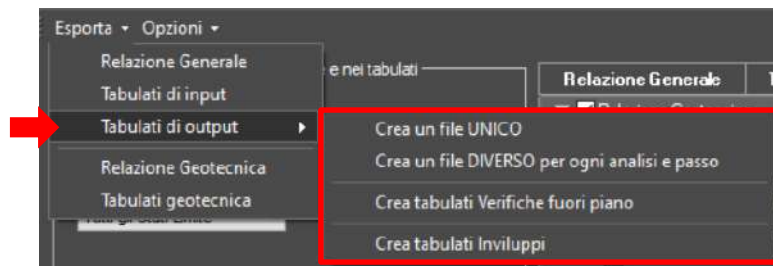 Esporta Opzioni
Relazione Generale
e nei tabulati
Relazione Generale
Tabulati di input
Tabulati di output
Crea un file UNICO
Crea un file DIVERSO per ogni analisi e passo
Relazione Geotecnica
Tabulati geotecnica
Crea tabulati Verifiche fuori piano
Crea tabulati Inviluppi